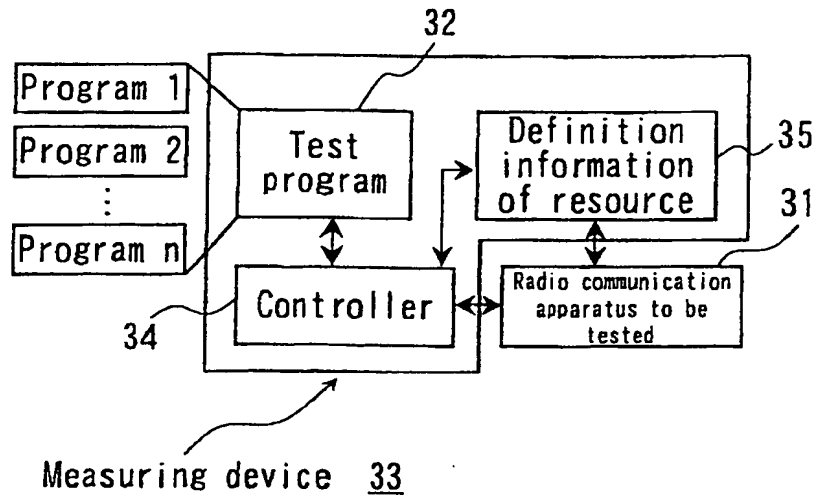 32
Program 1
Program 2
Program n
Test
program
Definition
information
of resource
35
31
Controller
34
Radio communication
apparatus to be
tested
Measuring device 33